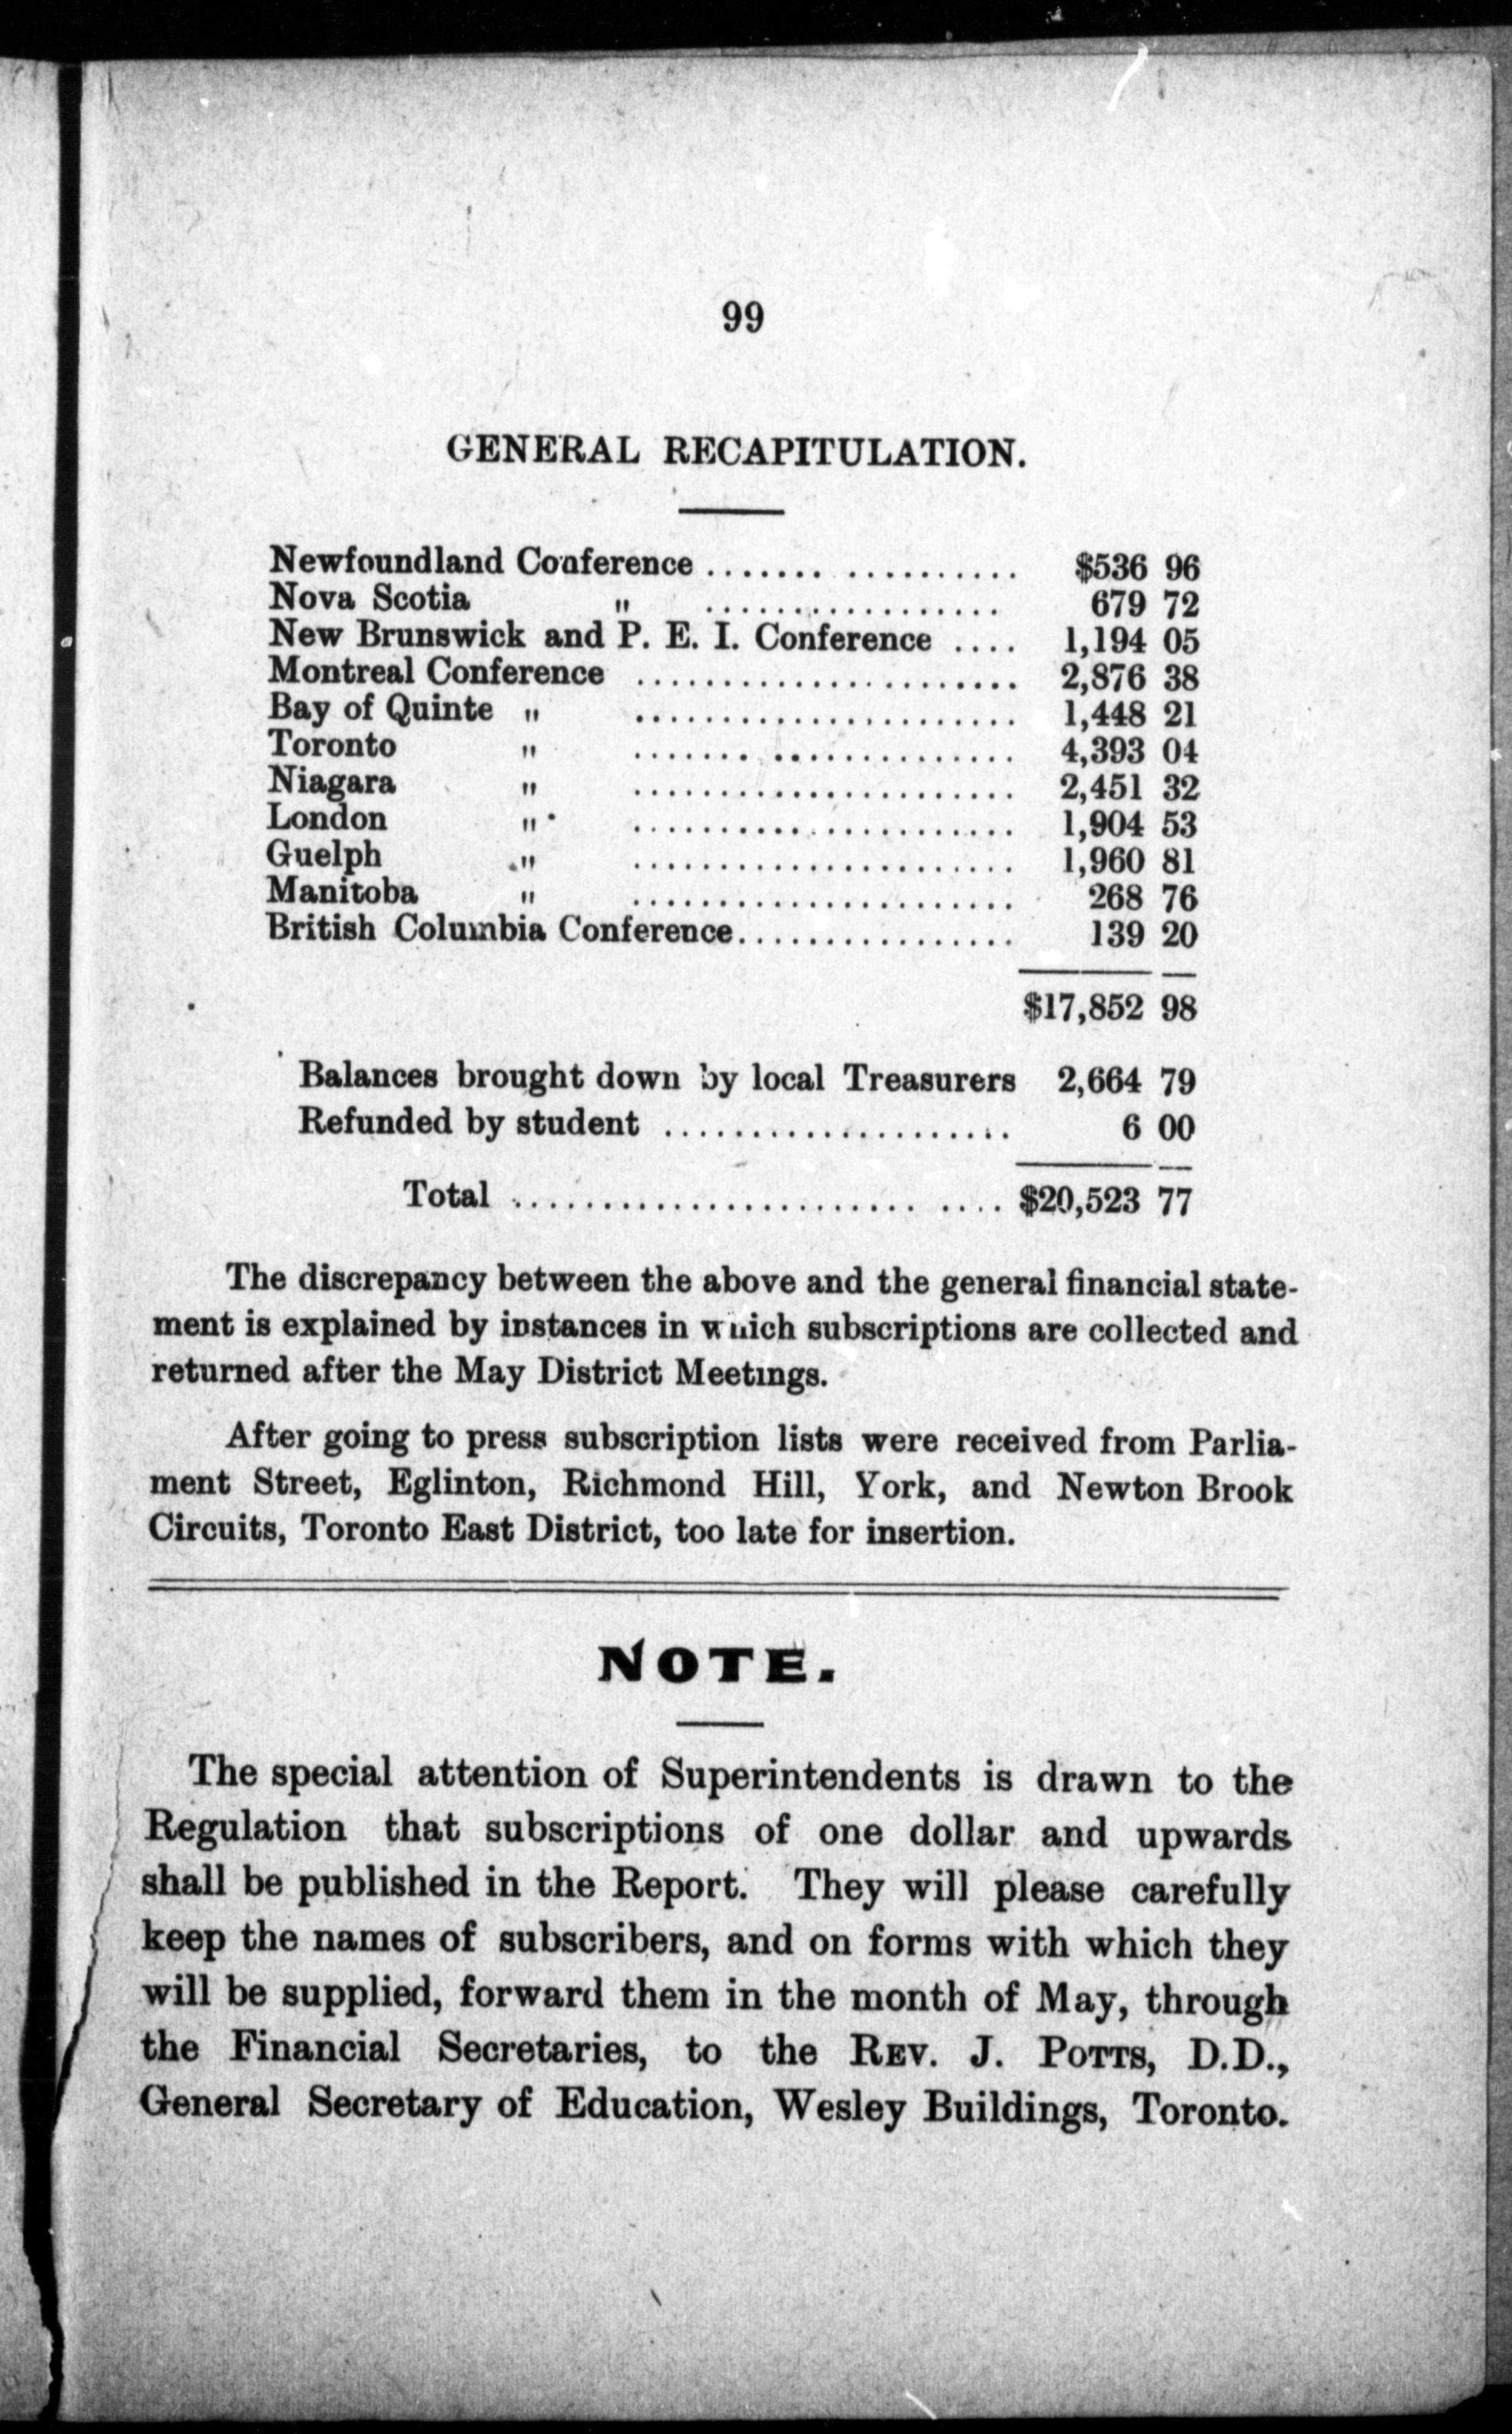 99
GENERAL RECAPITULATION.
Newfoundland Conference ....... .......... $536 96
Nova Scotia " ................. 679 72
New Brunswick and P. E. I. Conference .... 1,194 05
Montreal Conference ...................... 2,876 38
Bay of Quinte " ...................... 1,448 21
Toronto " ...................... 4,393 04
Niagara " ...................... 2,451 32
London " ...................... 1,904 53
Guelph " ...................... 1,960 81
Manitoba " ...................... 268 76
British Columbia Conference................ 139 20
$17,852 98
Balances brought down by local Treasurers 2,664 79
Refunded by student .................... 6 00
Total ....................... .... $20,523 77
The discrepancy between the above and the general financial state-
ment is explained by instances in which subscriptions are collected and
returned after the May District Meetings.
After going to press subscription lists were received from Parlia-
ment Street, Eglinton, Richmond Hill, York, and Newton Brook
Circuits, Toronto East District, too late for insertion.
NOTE.
The special attention of Superintendents is drawn to the
Regulation that subscriptions of one dollar and upwards
shall be published in the Report. They will please carefully
keep the names of subscribers, and on forms with which they
will be supplied, forward them in the month of May, through
the Financial Secretaries, to the REV. J. POTTS, D.D.,
General Secretary of Education, Wesley Buildings, Toronto.